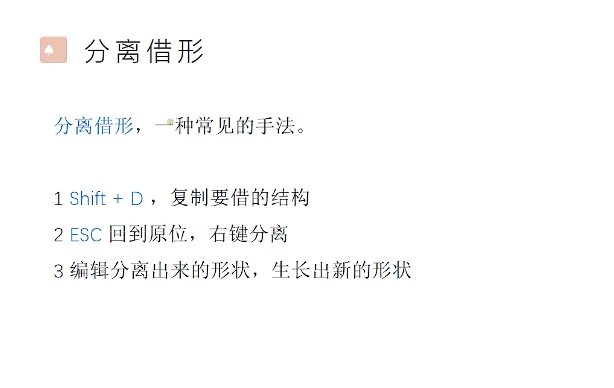 分离借形
分离借形，一种常见的手法。
1 Shift + D ，复制要借的结构
2 ESC 回到原位，右键分离
3 编辑分离出来的形状，生长出新的形状